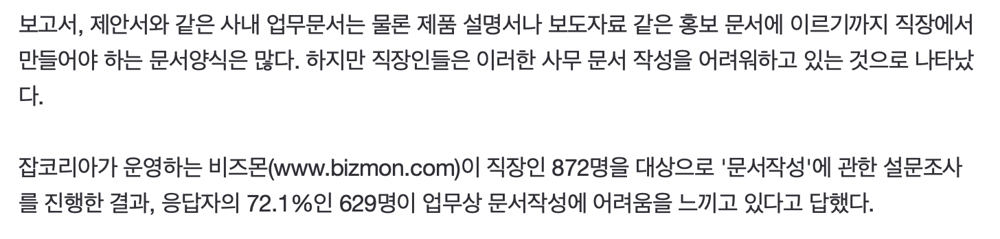 보고서, 제안서와 같은 사내 업무문서는 물론 제품 설명서나 보도자료 같은 홍보 문서에 이르기까지 직장에서
만들어야 하는 문서양식은 많다. 하지만 직장인들은 이러한 사무 문서 작성을 어려워하고 있는 것으로 나타났
다.
잡코리아가 운영하는 비즈몬(www.bizmon.com)이 직장인 872명을 대상으로 '문서작성'에 관한 설문조사
를 진행한 결과, 응답자의 72.1%인 629명이 업무상 문서작성에 어려움을 느끼고 있다고 답했다.